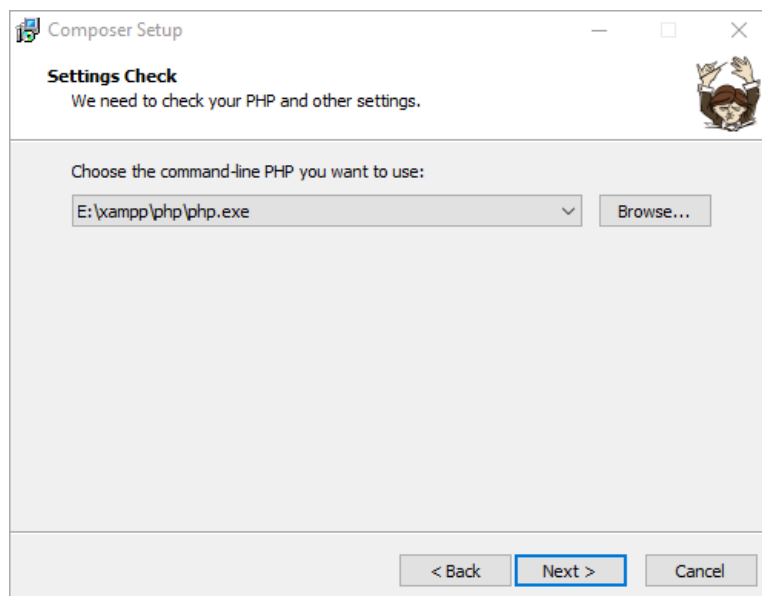 Composer Setup
Settings Check
We need to check your PHP and other settings.
Choose the command-line PHP you want to use:
E:\xampp\php\php.exe
Browse...
< Back
Next >
Cancel